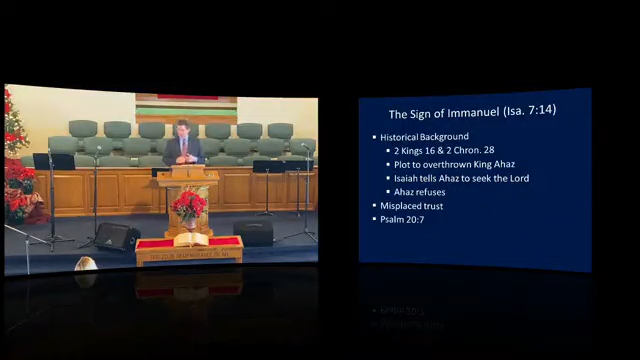 The Sign of Immanuel (Isa. 7:14)
Historical Background
2 Kings 16 & 2 Chron. 28
Plot to overthrown King Ahaz
Isaiah tells Ahaz to seek the Lord
Ahaz refuses
Misplaced trust
Psalm 20:7